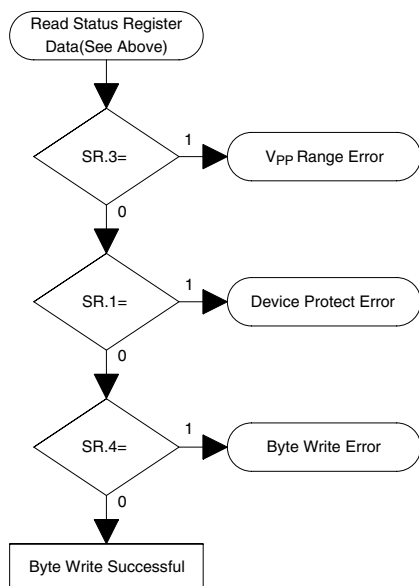 Read Status Register
Data(See Above)
SR.3=
1
VPP Range Error
0
SR.1=
1
Device Protect Error
0
SR.4=
1
Byte Write Error
0
Byte Write Successful